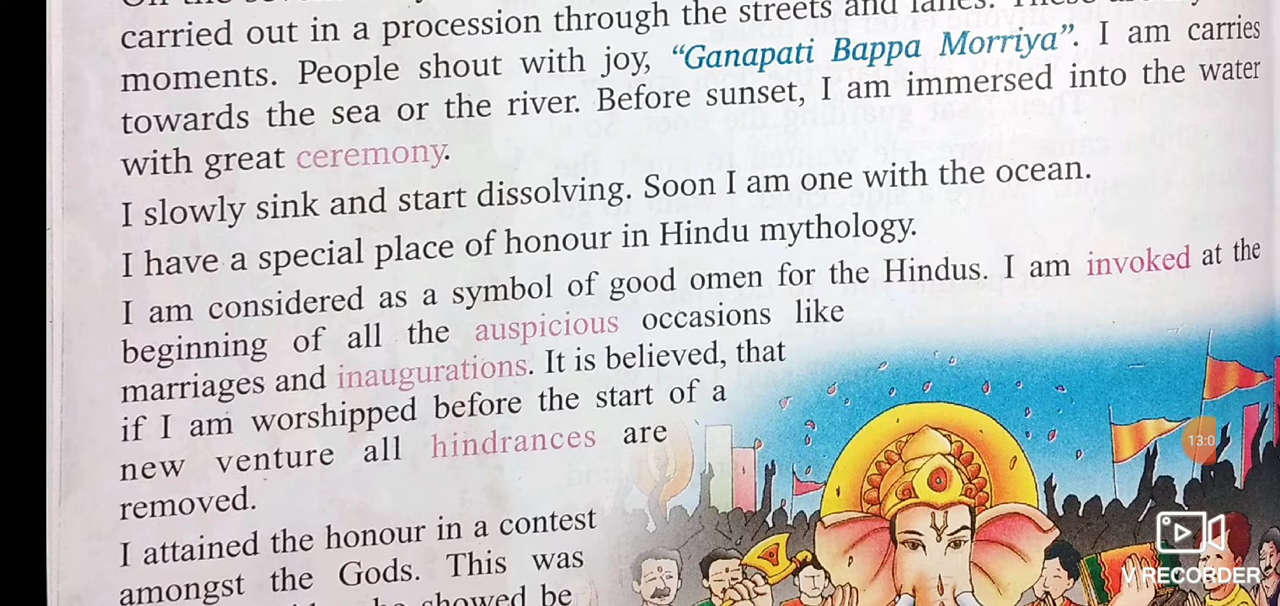 carried out in a procession through the streets and lanes.
moments. People shout with joy, “Ganapati Bappa Morriya”. I am carries
towards the sea or the river. Before sunset, I am immersed into the water
with great ceremony.
I slowly sink and start dissolving. Soon I am one with the ocean.
I have a special place of honour in Hindu mythology.
I am considered as a symbol of good omen for the Hindus. I am invoked at the
beginning of all the auspicious occasions like
marriages and inaugurations. It is believed, that
if I am worshipped before the start of a
new venture all hindrances are
removed.
I attained the honour in a contest
amongst the Gods. This was
showed be
13:0
V RECORDER